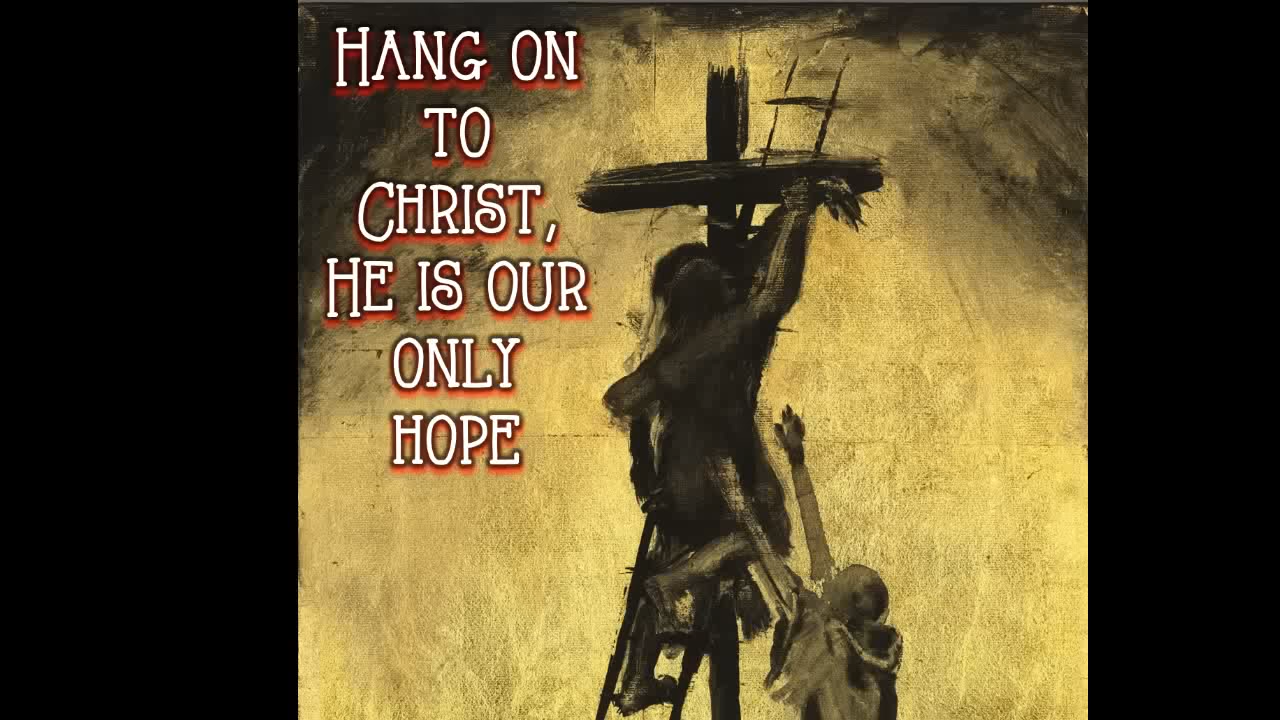 Hang on
to
Christ,
He is our
only
hope